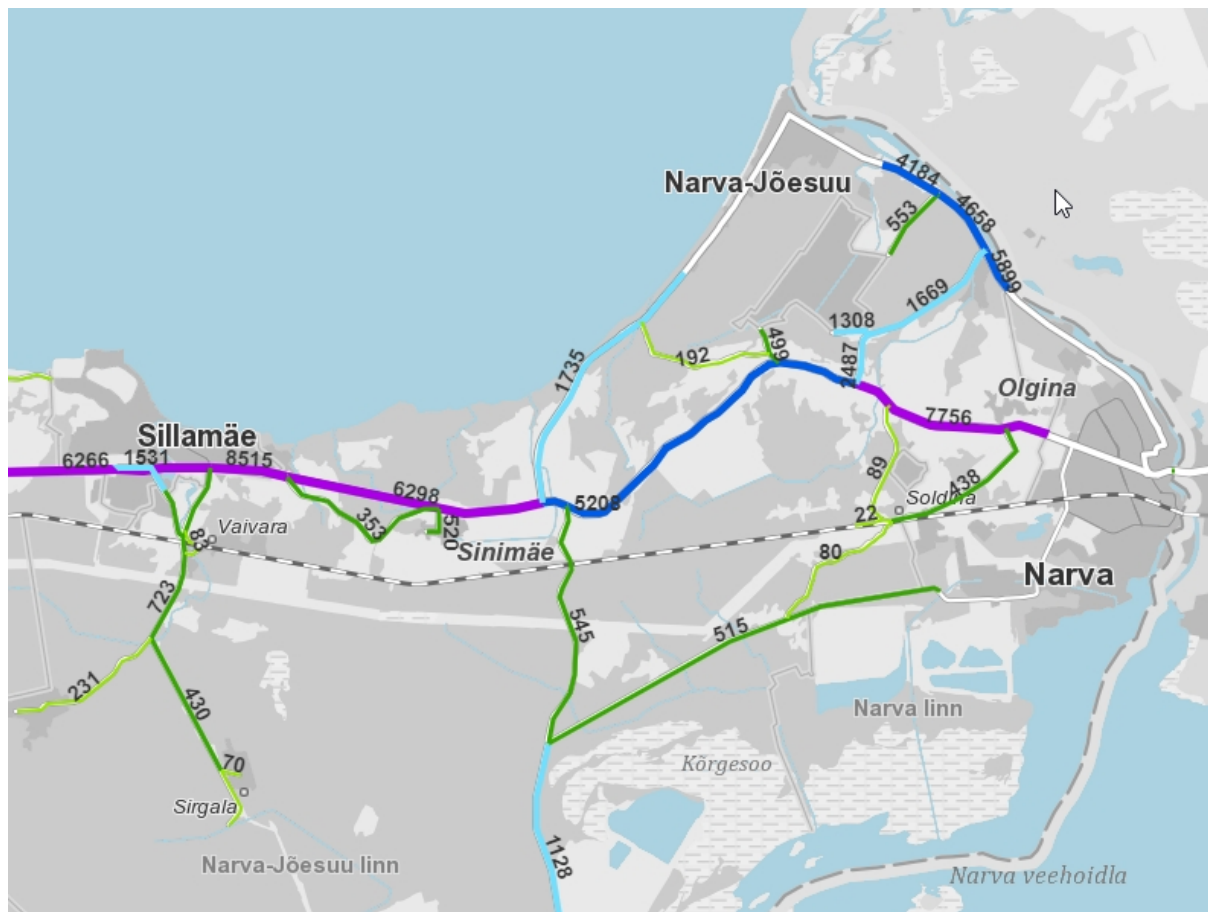 4184
Narva-Jõesuu
4658
553
5899
1669
1308
499
192
2487
1735
Olgina
7756
Sillamäe
6266
1531
8515
89
438
6298
Soldina
5208
353
22
Vaivara
83
520
Sinimäe
80
Narva
723
545
515
231
430
Narva linn
70
Kõrgesoo
Sirgala
1128
Narva-Jõesuu linn
Narva veehoidla